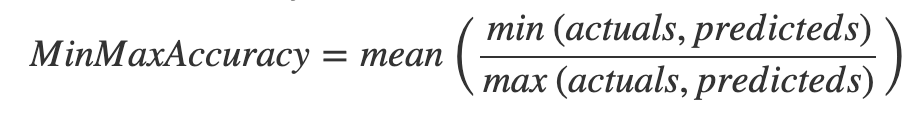 MinMaxAccuracy = mean ( min (actuals, predicteds) / max (actuals, predicteds) )